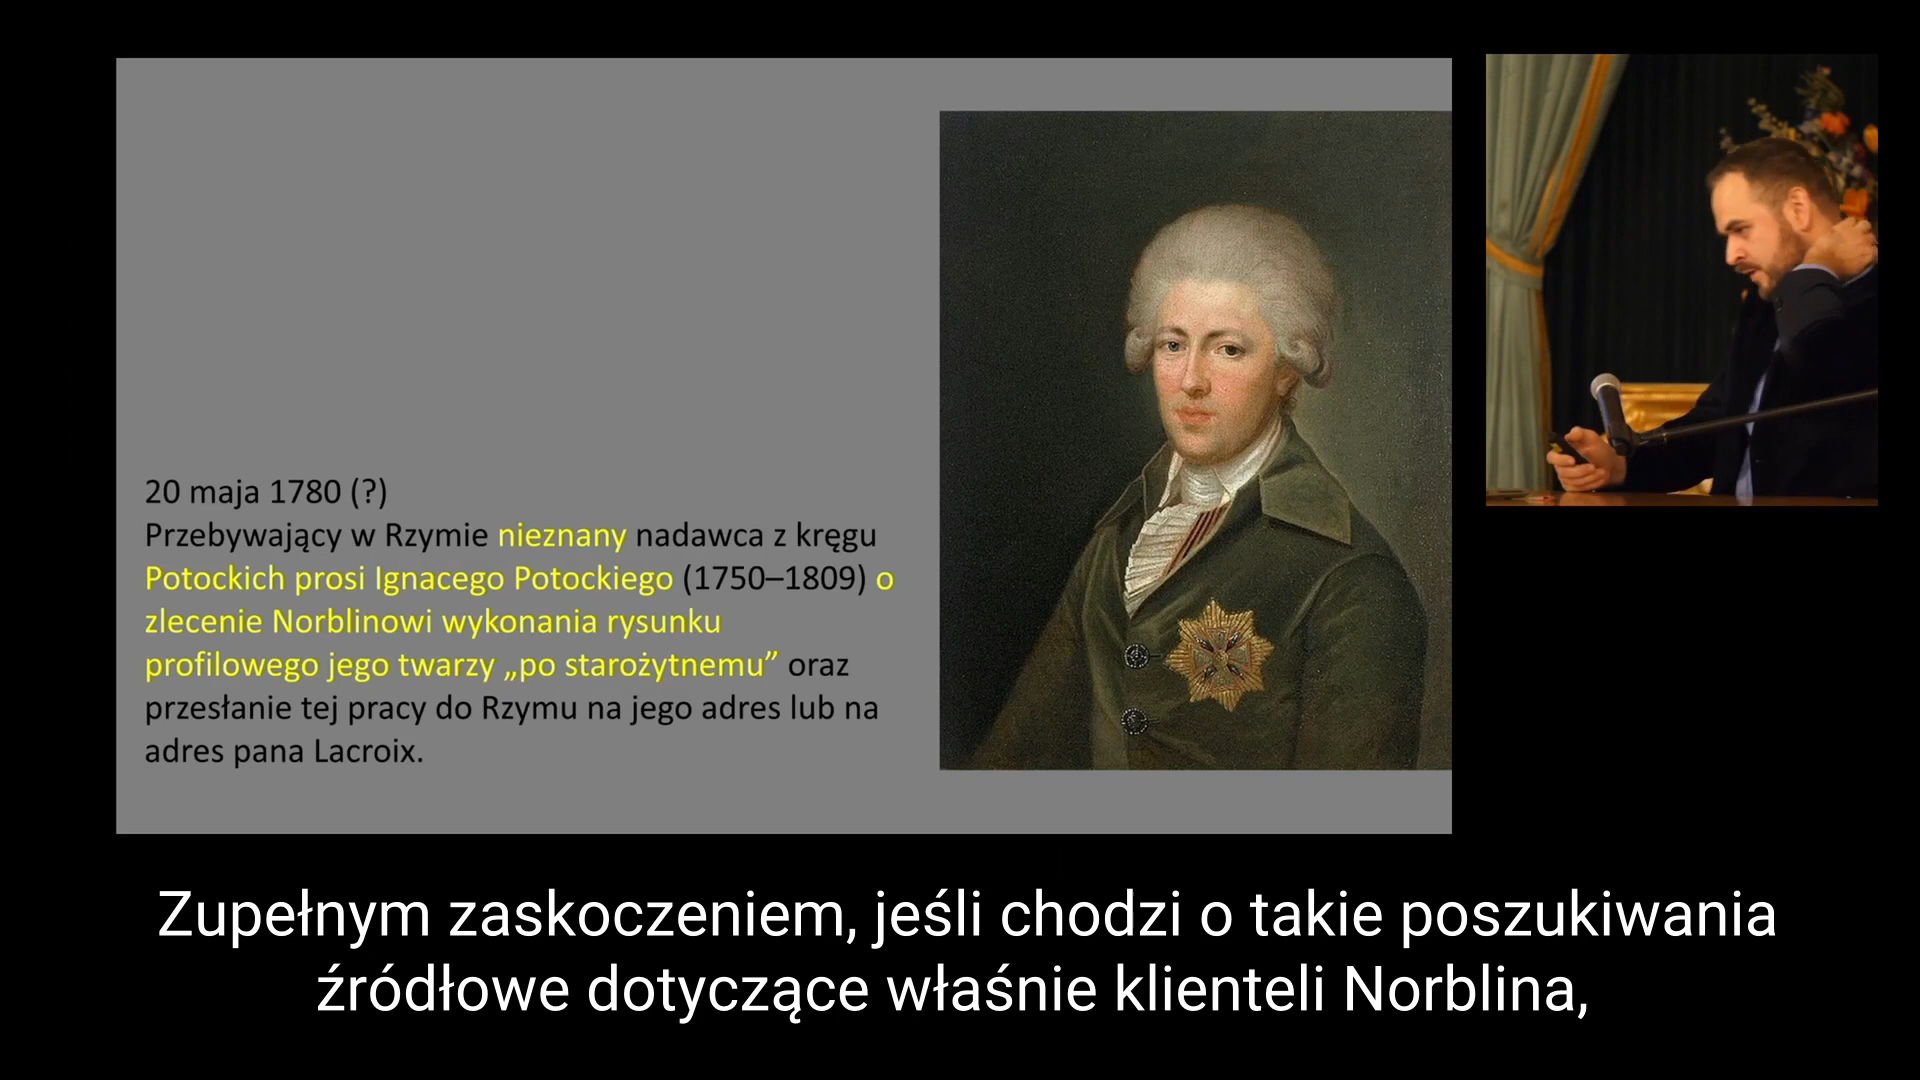 20 maja 1780 (?)
Przebywający w Rzymie nieznany nadawca z kręgu
Potockich prosi Ignacego Potockiego (1750–1809) o
zlecenie Norblinowi wykonania rysunku
profilowego jego twarzy „po starożytnemu” oraz
przesłanie tej pracy do Rzymu na jego adres lub na
adres pana Lacroix.
Zupełnym zaskoczeniem, jeśli chodzi o takie poszukiwania
źródłowe dotyczące właśnie klienteli Norblina,